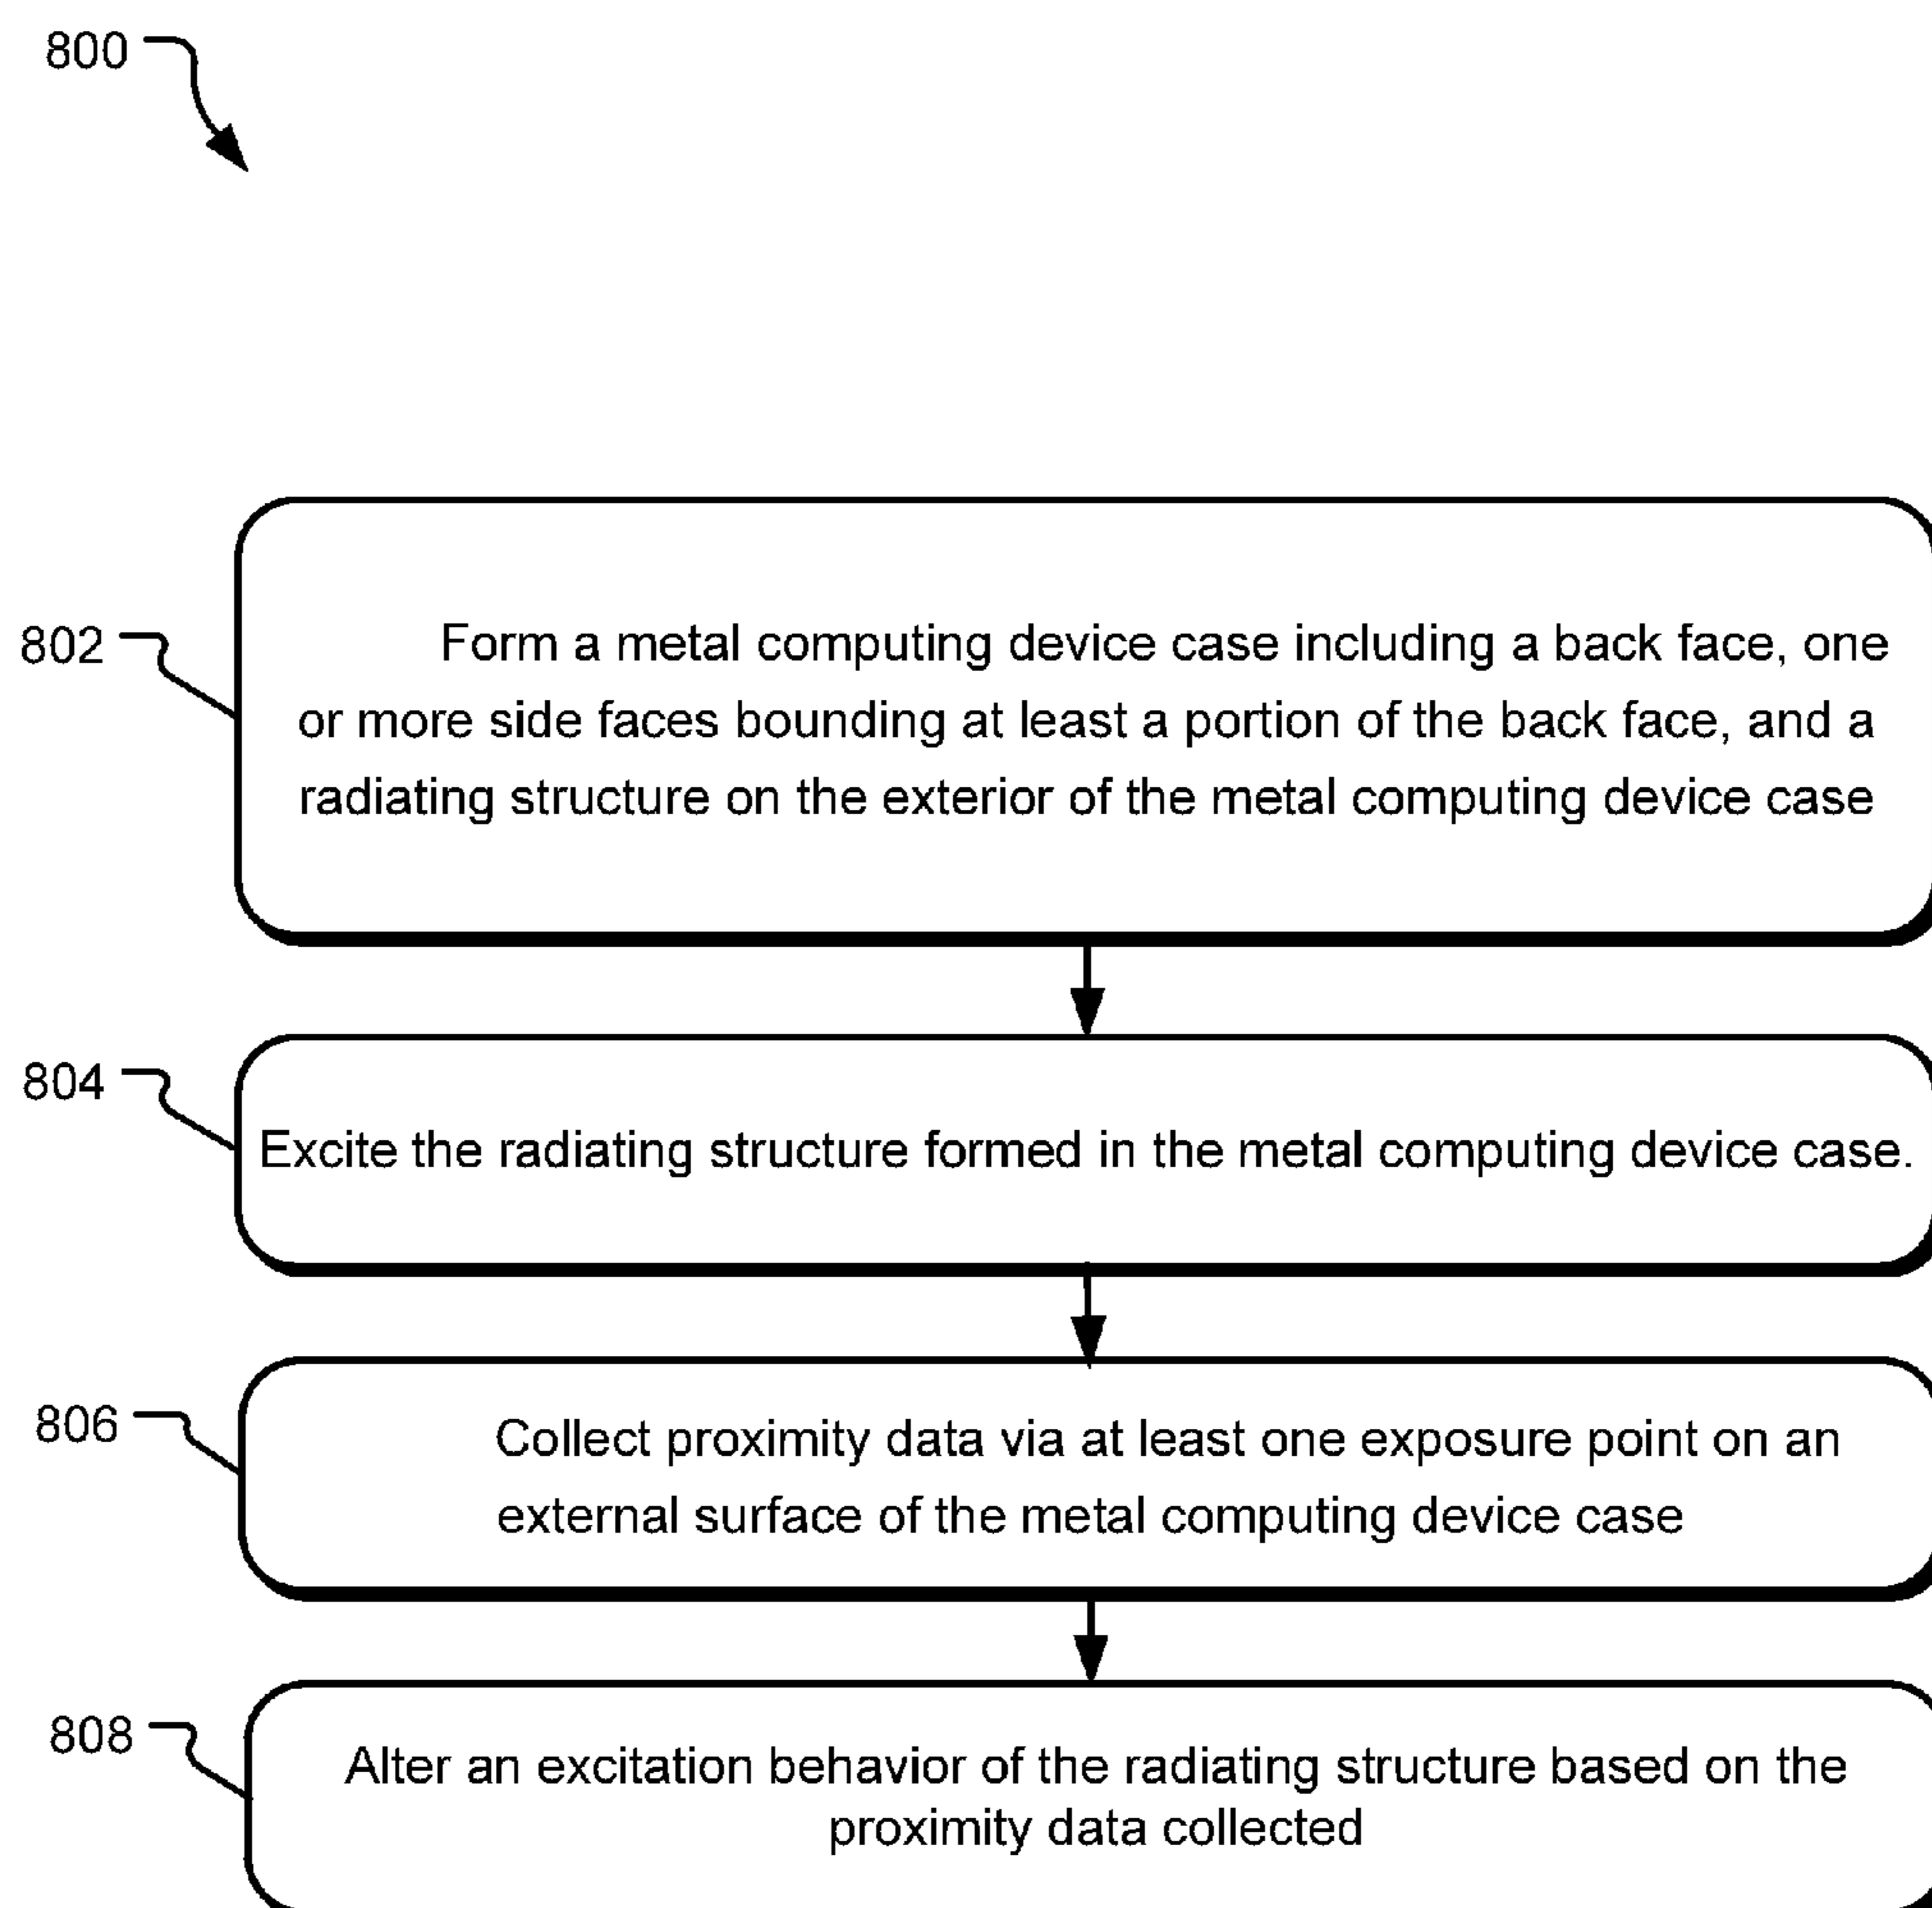 800
802
Form a metal computing device case including a back face, one
or more side faces bounding at least a portion of the back face, and a
radiating structure on the exterior of the metal computing device case
804
Excite the radiating structure formed in the metal computing device case.
806
Collect proximity data via at least one exposure point on an
external surface of the metal computing device case
808
Alter an excitation behavior of the radiating structure based on the
proximity data collected